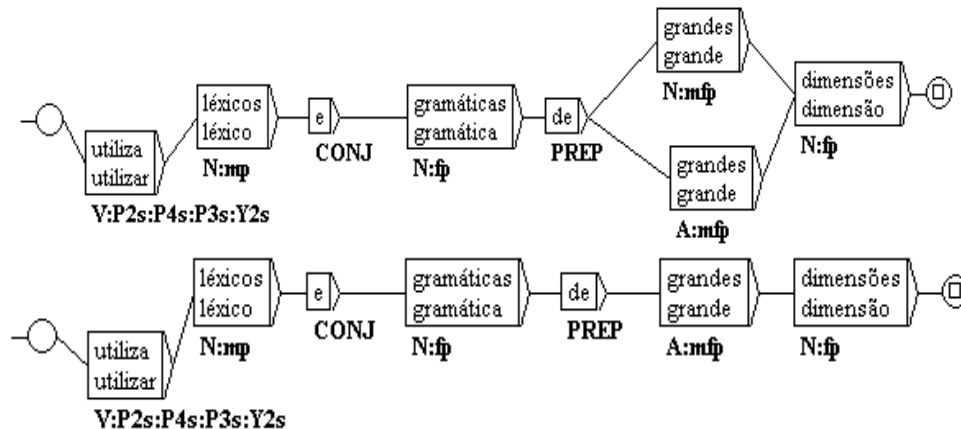 utiliza
utilizar
V:P2s:P4s:P3s:Y2s
léxicos
léxico
N:mp
e
CONJ
gramáticas
gramática
N:fp
de
PREP
grandes
grande
N:mfp
grandes
grande
A:mfp
dimensões
dimensão
N:fp
utiliza
utilizar
V:P2s:P4s:P3s:Y2s
léxicos
léxico
N:mp
e
CONJ
gramáticas
gramática
N:fp
de
PREP
grandes
grande
A:mfp
dimensões
dimensão
N:fp